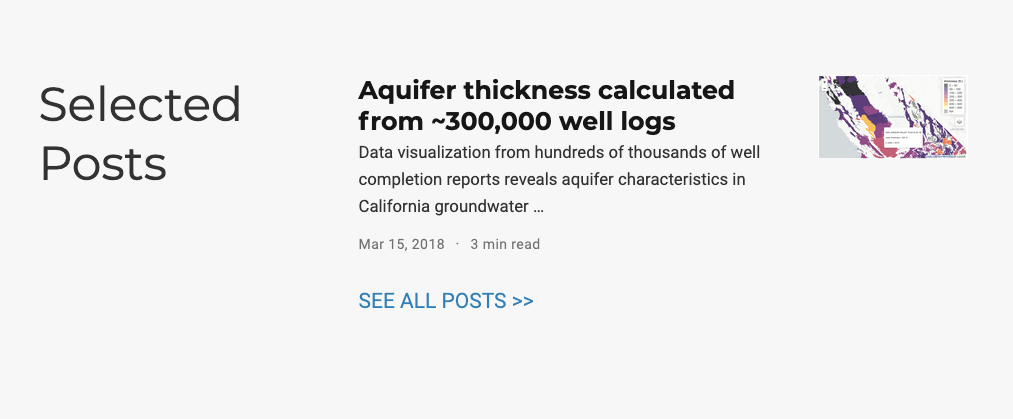 Selected
Posts
Aquifer thickness calculated
from ~300,000 well logs
Data visualization from hundreds of thousands of well
completion reports reveals aquifer characteristics in
California groundwater ...
Mar 15, 2018 · 3 min read
SEE ALL POSTS >>